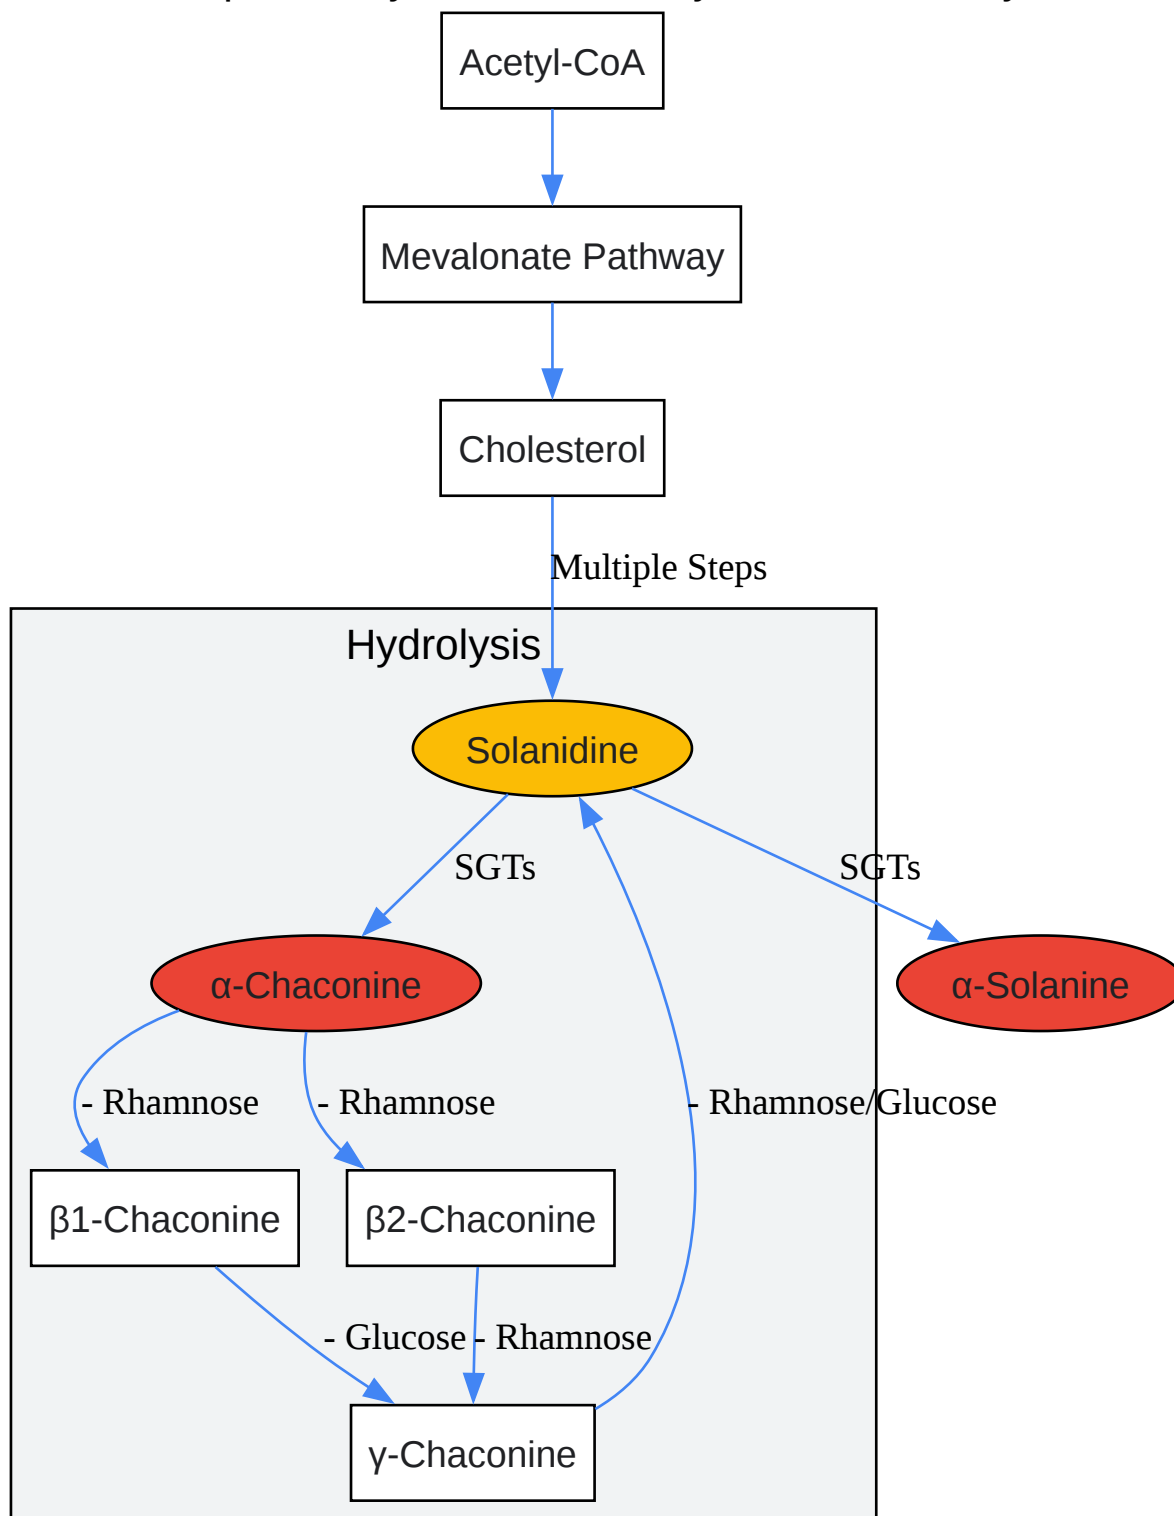 Acetyl-CoA
Mevalonate Pathway
Cholesterol
Multiple Steps
Hydrolysis
Solanidine
SGTs
SGTs
α-Chaconine
α-Solanine
- Rhamnose
- Rhamnose
- Rhamnose/Glucose
β1-Chaconine
β2-Chaconine
- Glucose
- Rhamnose
γ-Chaconine